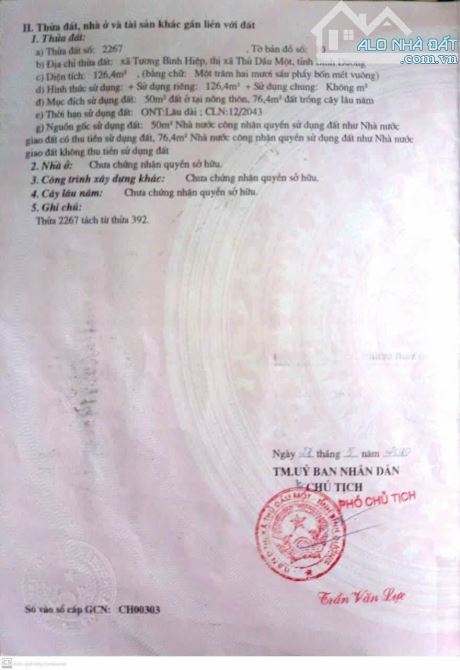 II. Thửa đất, nhà ở và tài sản khác gắn liền với đất
1. Thửa đất:
a) Thửa đất số: 2267 , Tờ bản đồ số:
b) Địa chỉ thửa đất: xã Tương Bình Hiệp, thị xã Thủ Dầu Một, tỉnh Bình Dương
c) Diện tích: 126,4m² , (bằng chữ: Một trăm hai mươi sáu phẩy bốn mét vuông)
d) Hình thức sử dụng: + Sử dụng riêng: 126,4m² + Sử dụng chung: Không m²
đ) Mục đích sử dụng đất: 50m² đất ở tại nông thôn, 76,4m² đất trồng cây lâu năm
e) Thời hạn sử dụng đất: ONT:Lâu dài ; CLN:12/2043
g) Nguồn gốc sử dụng đất: 50m² Nhà nước công nhận quyền sử dụng đất như Nhà nước
giao đất có thu tiền sử dụng đất, 76,4m² Nhà nước công nhận quyền sử dụng đất như Nhà nước
giao đất không thu tiền sử dụng đất
2. Nhà ở: Chưa chứng nhận quyền sở hữu.
3. Công trình xây dựng khác: Chưa chứng nhận quyền sở hữu.
4. Cây lâu năm: Chưa chứng nhận quyền sở hữu.
5. Ghi chú:
Thửa 2267 tách từ thửa 392.
ALO NHÀ ĐẤT
Ngày tháng 5 năm
TM.UỶ BAN NHÂN DÂN
CHỦ TỊCH
PHÓ CHỦ TỊCH
Trần Văn Lực
Số vào sổ cấp GCN: CH00303